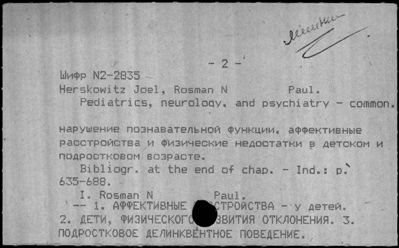 - 2 -
Шифр N2-2835
Herskowitz Joel, Rosman N Paul.
Pediatrics, neurology, and psychiatry - common.
нарушение познавательной функции, аффективные
расстройства и физические недостатки в детском и
подростковом возрасте.
Bibliogr. at the end of chap. - Ind.: p.
635-688.
I. Rosman N Paul.
-- 1. АФФЕКТИВНЫЕ СТРОЙСТВА - у детей.
2. ДЕТИ, ФИЗИЧЕСКОГО ЗВИТИЯ ОТКЛОНЕНИЯ. 3.
ПОДРОСТКОВОЕ ДЕЛИНКВЕНТНОЕ ПОВЕДЕНИЕ.